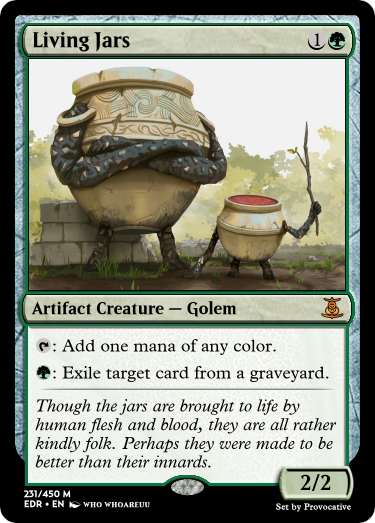 Living Jars 1
Artifact Creature — Golem
: Add one mana of any color.
: Exile target card from a graveyard.
Though the jars are brought to life by
human flesh and blood, they are all rather
kindly folk. Perhaps they were made to be
better than their innards.
2/2
231/450 M
EDR • EN WHO WHOAREUU
Set by Provocative